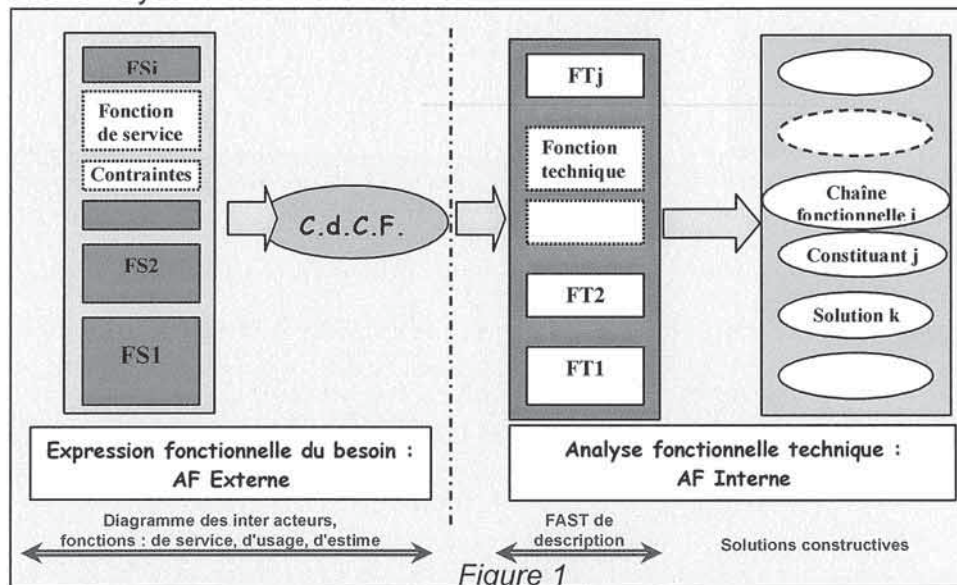 FSi
Fonction
de service
Contraintes
FS2
FS1
C.d.C.F.
FTj
Fonction
technique
FT2
FT1
Chaîne
fonctionnelle i
Constituant j
Solution k
Expression fonctionnelle du besoin :
AF Externe
Analyse fonctionnelle technique :
AF Interne
Diagramme des inter acteurs,
fonctions : de service, d'usage, d'estime
FAST de
description
Solutions constructives
Figure 1